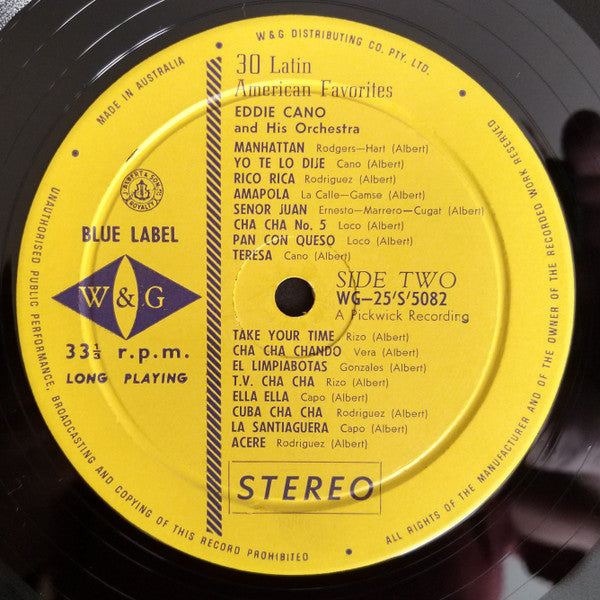 W & G DISTRIBUTING CO. PTY. LTD.
MADE IN AUSTRALIA
30 Latin
American Favorites
EDDIE CANO
and His Orchestra
MANHATTAN Rodgers—Hart (Albert)
YO TE LO DIJE Cano (Albert)
RICO RICA Rodriguez (Albert)
AMAPOLA La Calle—Gamse (Albert)
SENOR JUAN Ernesto—Marrero—Cugat (Albert)
CHA CHA No. 5 Loco (Albert)
PAN CON QUESO Loco (Albert)
TERESA Cano (Albert)
ALBERT & SON
ROYALTY
BLUE LABEL
W & G
33⅓ r.p.m.
LONG PLAYING
SIDE TWO
WG—25/S/5082
A Pickwick Recording
TAKE YOUR TIME Rizo (Albert)
CHA CHA CHANDO Vera (Albert)
EL LIMPIABOTAS Gonzales (Albert)
T.V. CHA CHA Rizo (Albert)
ELLA ELLA Capo (Albert)
CUBA CHA CHA Rodriguez (Albert)
LA SANTIAGUERA Capo (Albert)
ACERE Rodriguez (Albert)
STEREO
ALL RIGHTS OF THE MANUFACTURER AND OF THE OWNER OF THE RECORDED WORK RESERVED
UNAUTHORISED PUBLIC PERFORMANCE, BROADCASTING AND COPYING OF THIS RECORD PROHIBITED